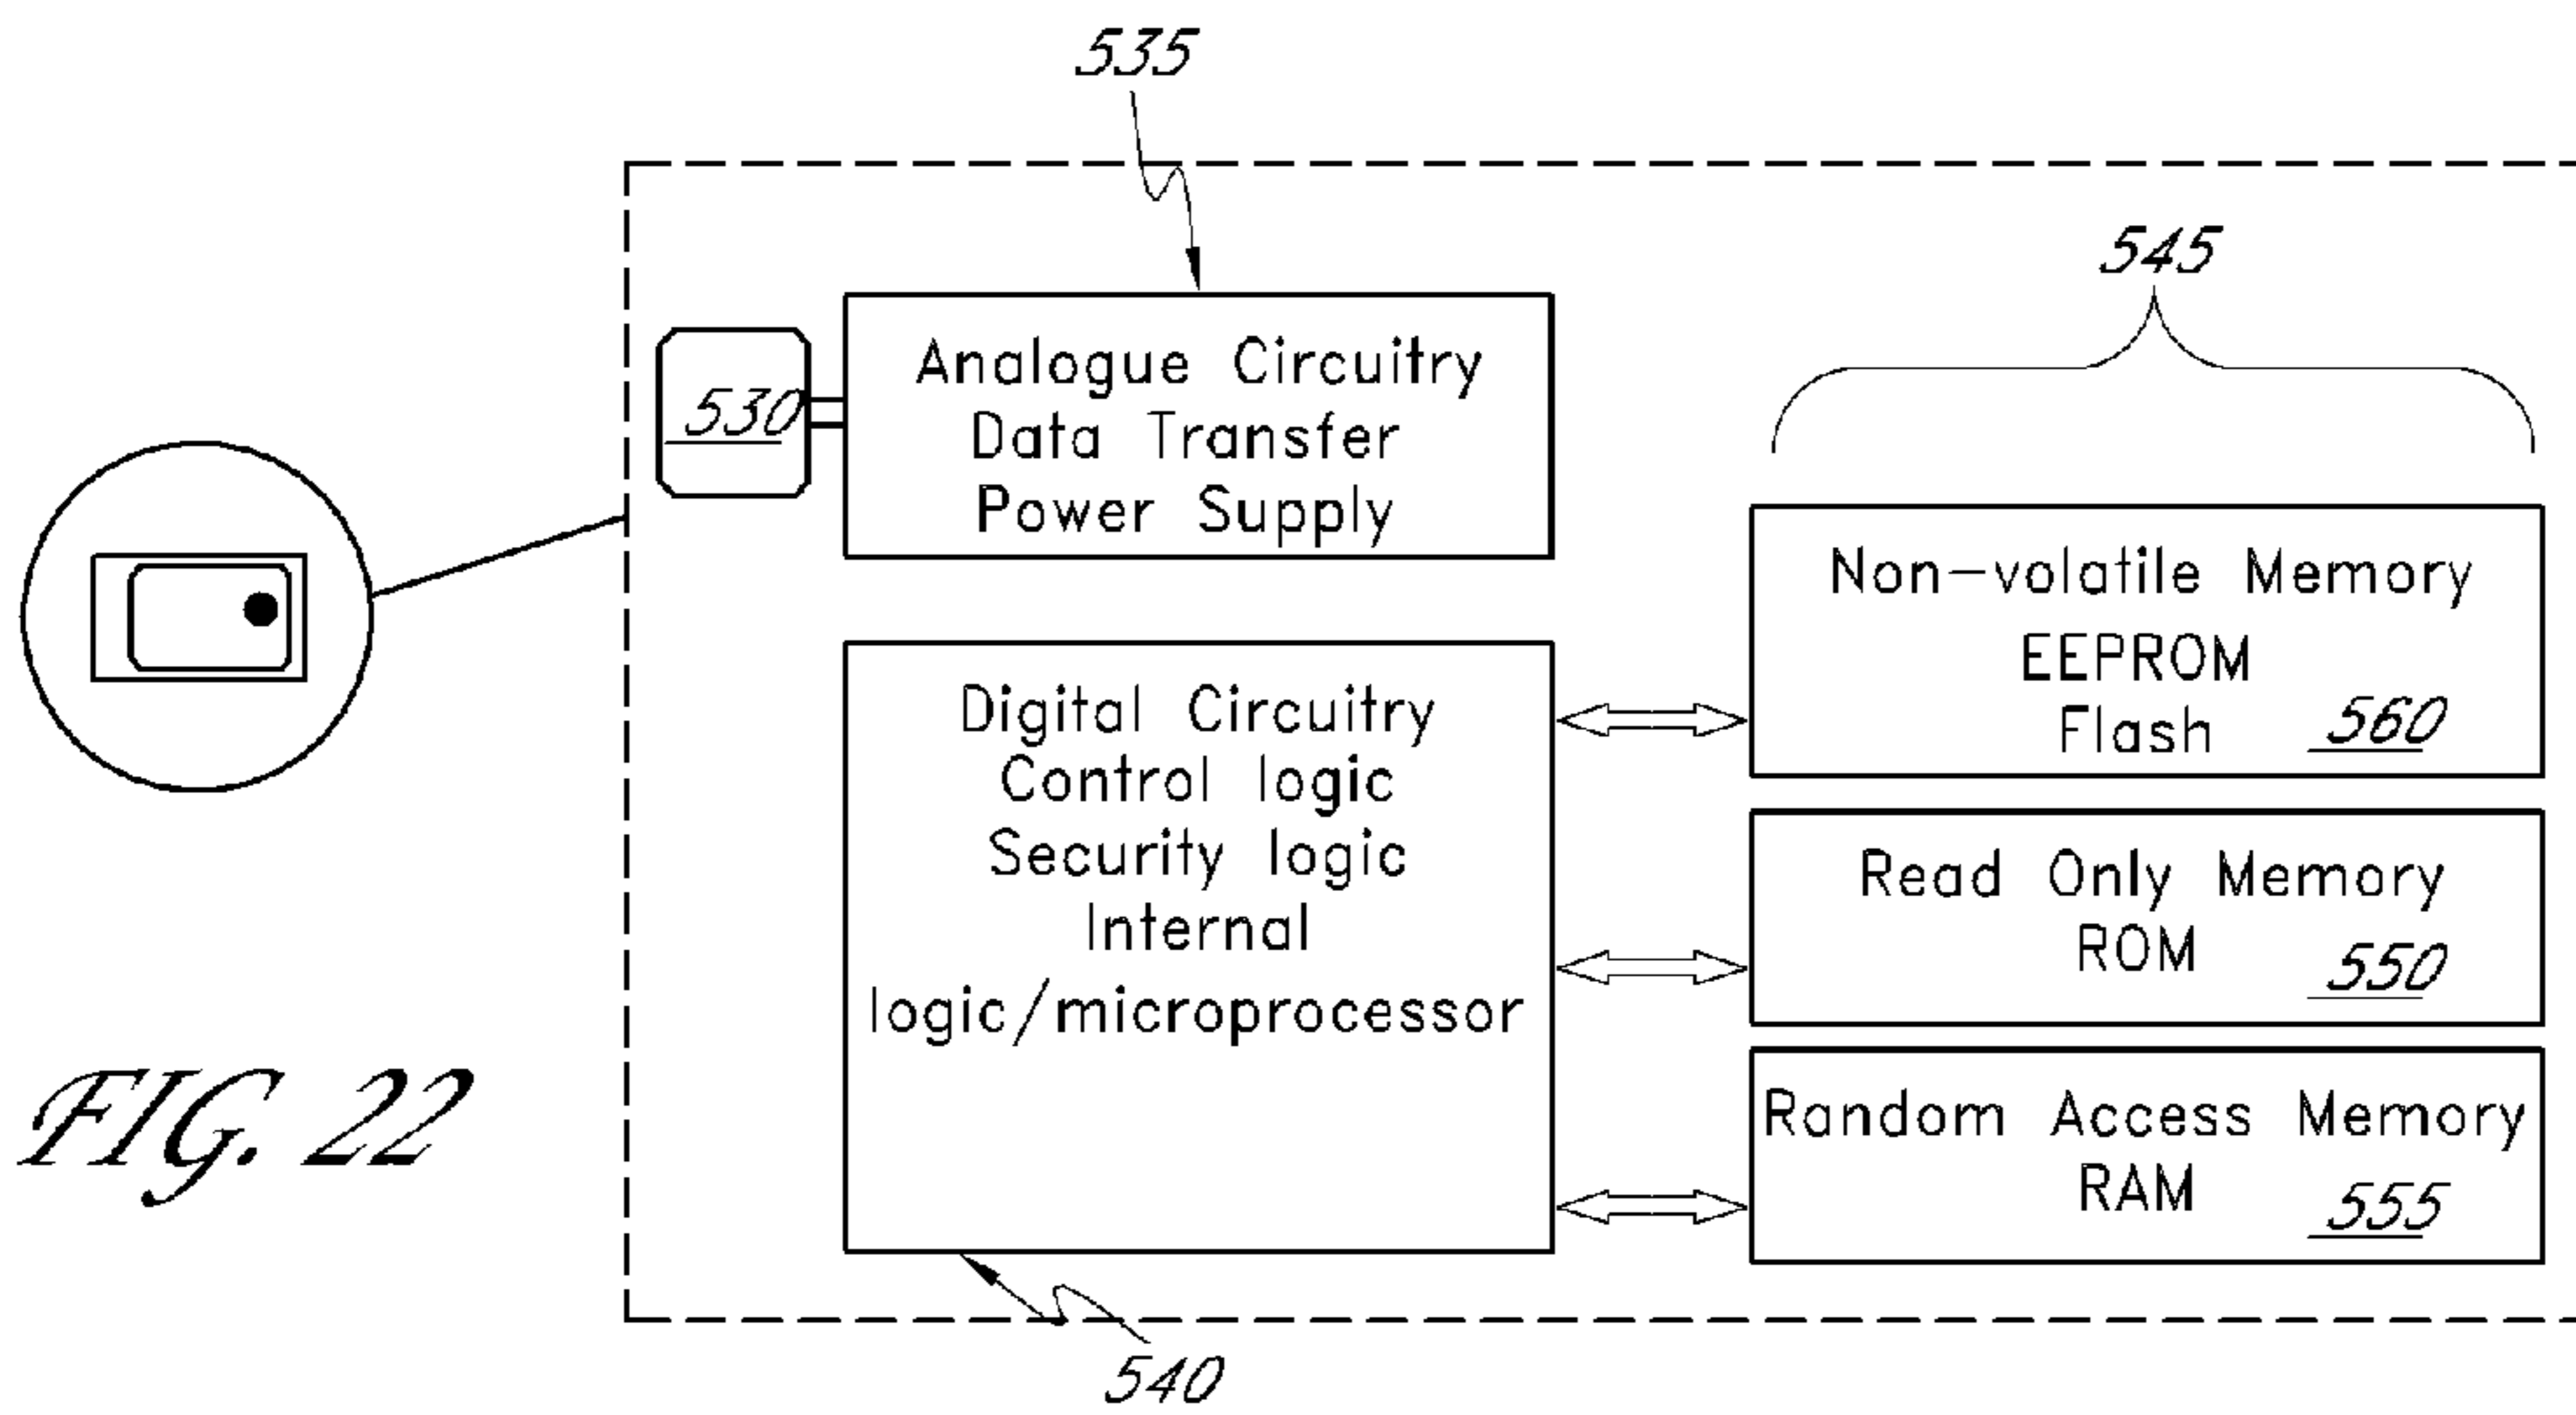 535
545
530
Analogue Circuitry
Data Transfer
Power Supply
Non-volatile Memory
EEPROM
Flash 560
Digital Circuitry
Control logic
Security logic
Internal
logic/microprocessor
Read Only Memory
ROM 550
Random Access Memory
RAM 555
540
FIG. 22